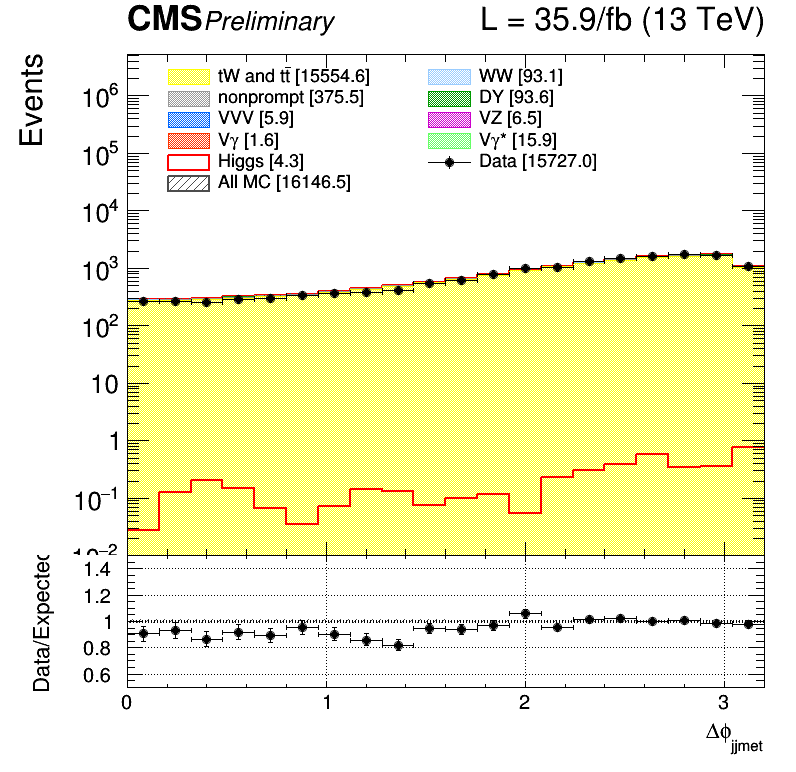 CMS Preliminary L = 35.9/fb (13 TeV)
Events
tW and tt̄ [15554.6] WW [93.1]
nonprompt [375.5] DY [93.6]
VVV [5.9] VZ [6.5]
Vγ [1.6] Vγ* [15.9]
Higgs [4.3] Data [15727.0]
All MC [16146.5]
10⁶
10⁵
10⁴
10³
10²
10
1
10⁻¹
10⁻²
Data/Expected
1.4
1.2
1
0.8
0.6
0 1 2 3
Δϕjjmet